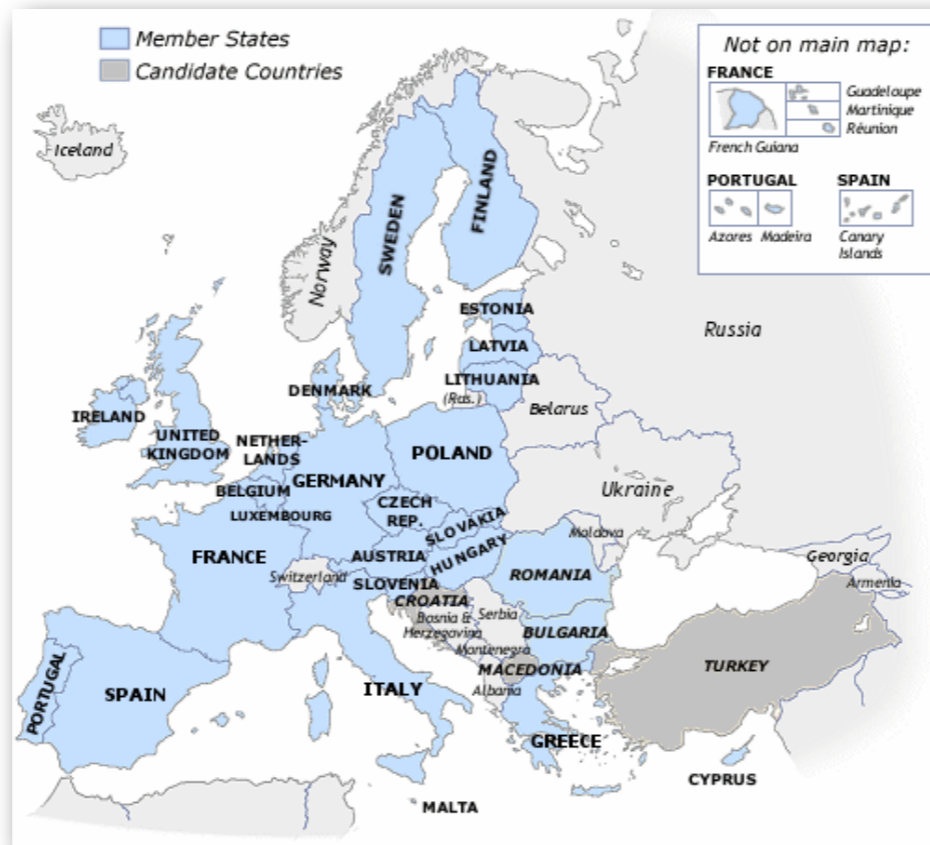 Member States
Candidate Countries
Not on main map:
FRANCE
Guadeloupe
Martinique
Réunion
French Guiana
PORTUGAL
SPAIN
Azores
Madeira
Canary
Islands
Iceland
Norway
SWEDEN
FINLAND
Russia
ESTONIA
LATVIA
LITHUANIA
(Rus.)
DENMARK
Belarus
IRELAND
UNITED
KINGDOM
NETHER-
LANDS
POLAND
GERMANY
BELGIUM
Ukraine
CZECH
REP.
LUXEMBOURG
SLOVAKIA
Moldova
FRANCE
AUSTRIA
HUNGARY
Georgia
Switzerland
ROMANIA
SLOVENIA
Armenia
CROATIA
Bosnia &
Herzegovina
Serbia
BULGARIA
Montenegro
MACEDONIA
TURKEY
PORTUGAL
SPAIN
ITALY
Albania
GREECE
CYPRUS
MALTA